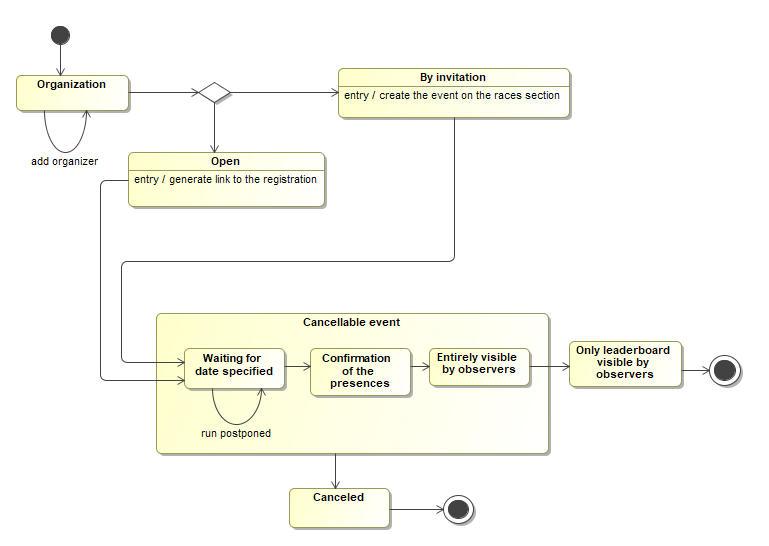 Organization
By invitation
entry / create the event on the races section
add organizer
Open
entry / generate link to the registration
Cancellable event
Waiting for
date specified
Confirmation
of the
presences
Entirely visible
by observers
Only leaderboard
visible by
observers
run postponed
Canceled